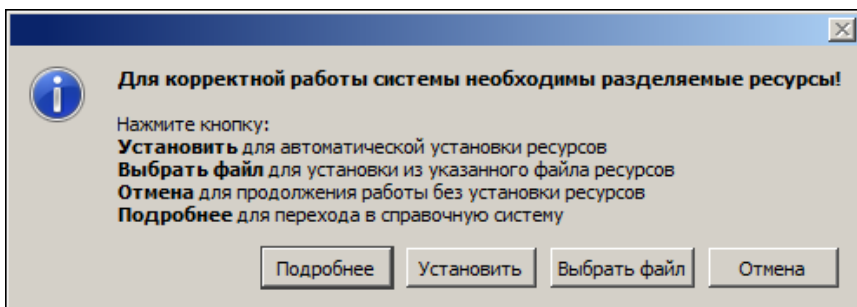 Для корректной работы системы необходимы разделяемые ресурсы!
Нажмите кнопку:
Установить для автоматической установки ресурсов
Выбрать файл для установки из указанного файла ресурсов
Отмена для продолжения работы без установки ресурсов
Подробнее для перехода в справочную систему
Подробнее Установить Выбрать файл Отмена